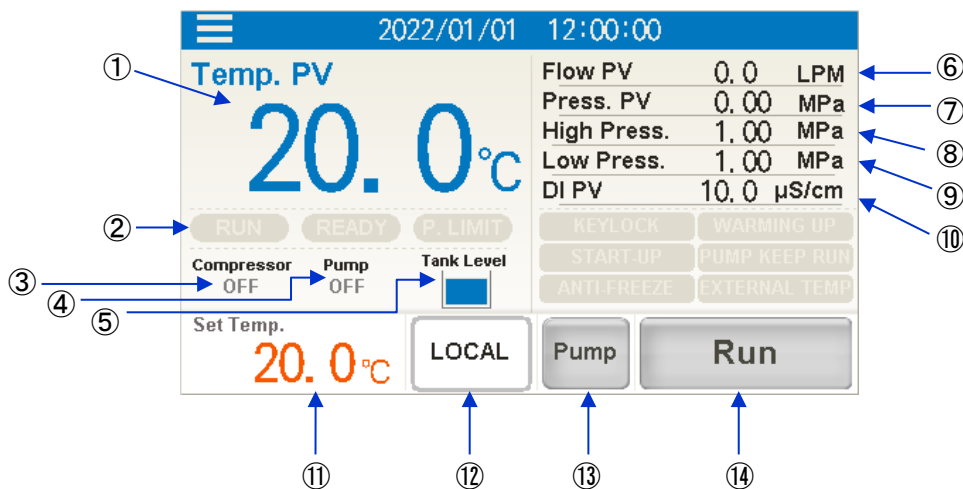 2022/01/01 12:00:00
① Temp. PV
20.0℃
Flow PV 0.0 LPM ⑥
Press. PV 0.00 MPa ⑦
High Press. 1.00 MPa ⑧
Low Press. 1.00 MPa ⑨
DI PV 10.0 µS/cm ⑩
② RUN READY P. LIMIT
KEYLOCK WARMING UP
START-UP PUMP KEEP RUN
ANTI-FREEZE EXTERNAL TEMP
③ Compressor OFF
④ Pump OFF
⑤ Tank Level
Set Temp.
20.0℃
LOCAL
Pump
Run
⑪ ⑫ ⑬ ⑭